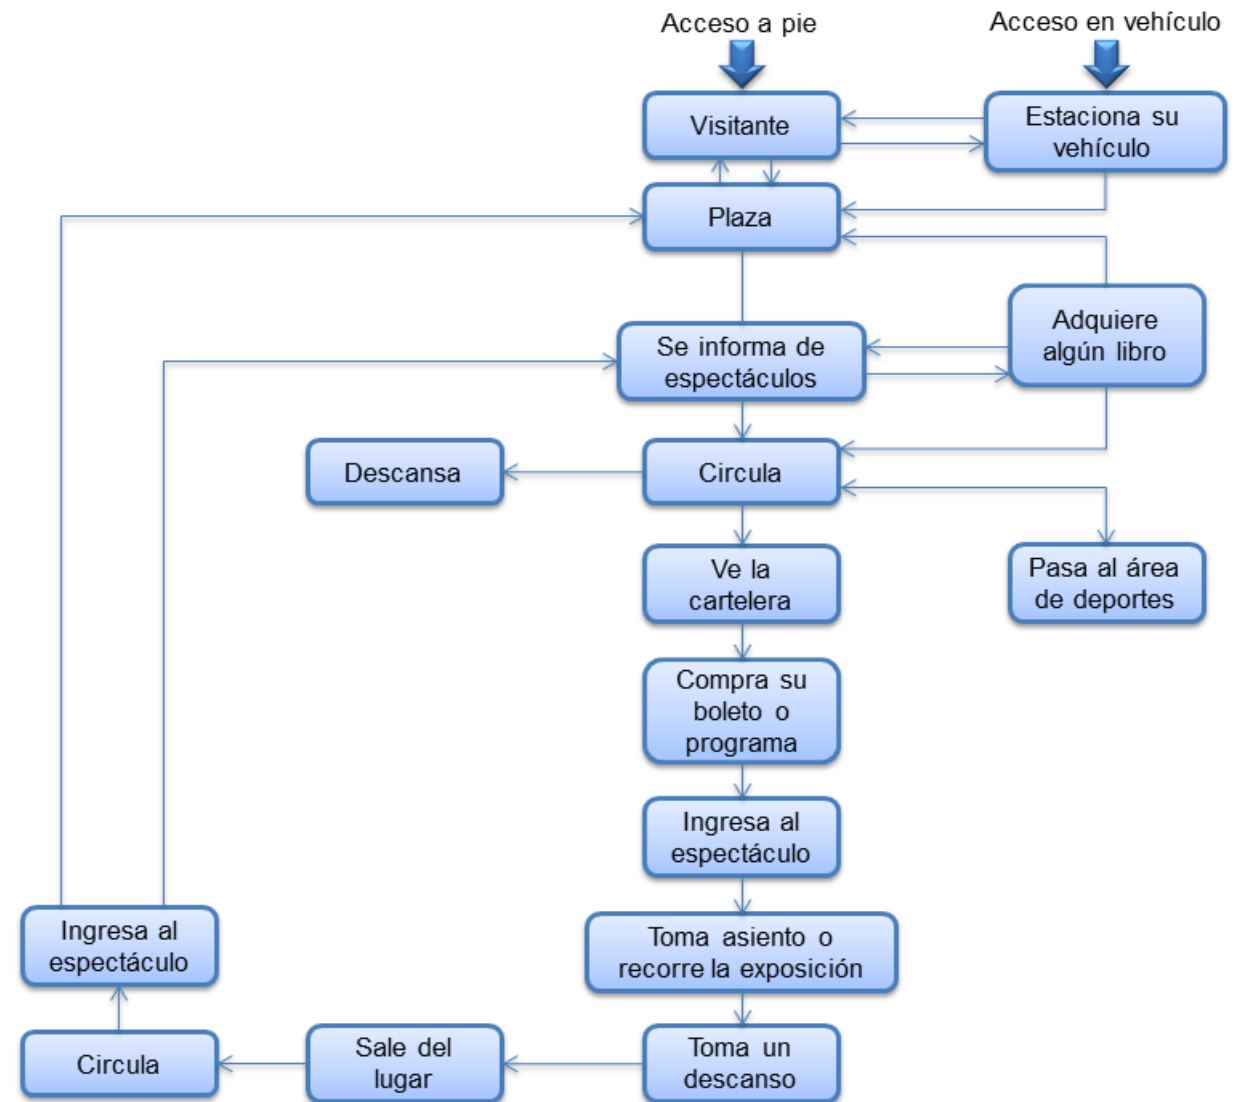 Acceso a pie
Acceso en vehículo
Visitante
Estaciona su
vehículo
Plaza
Adquiere
algún libro
Se informa de
espectáculos
Descansa
Circula
Ve la
cartelera
Pasa al área
de deportes
Compra su
boleto o
programa
Ingresa al
espectáculo
Toma asiento o
recorre la exposición
Ingresa al
espectáculo
Toma un
descanso
Sale del
lugar
Circula